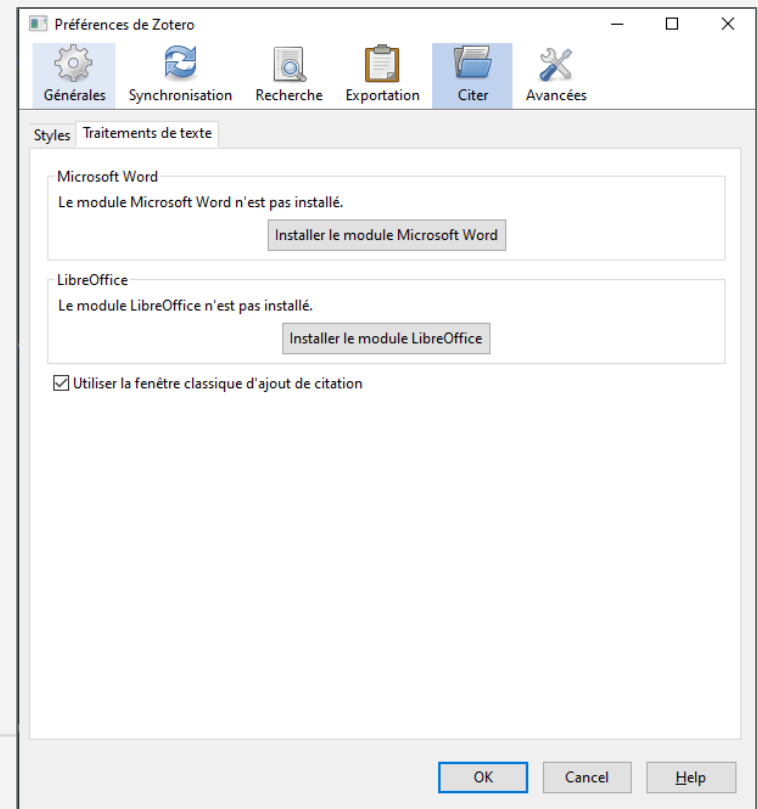 Préférences de Zotero
Générales Synchronisation Recherche Exportation Citer Avancées
Styles Traitements de texte
Microsoft Word
Le module Microsoft Word n'est pas installé.
Installer le module Microsoft Word
LibreOffice
Le module LibreOffice n'est pas installé.
Installer le module LibreOffice
Utiliser la fenêtre classique d'ajout de citation
OK Cancel Help